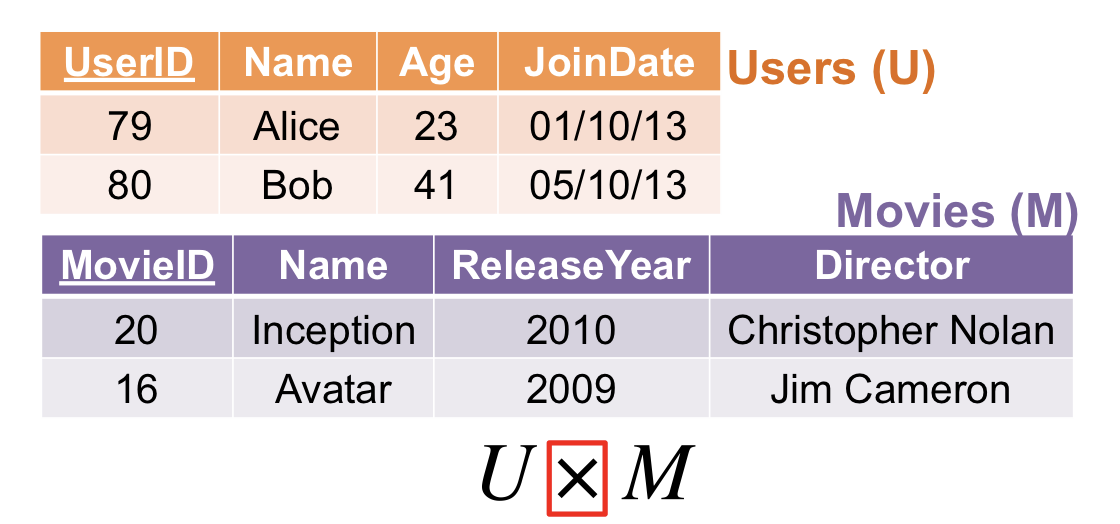 UserID Name Age JoinDate Users (U)
79 Alice 23 01/10/13
80 Bob 41 05/10/13
Movies (M)
MovieID Name ReleaseYear Director
20 Inception 2010 Christopher Nolan
16 Avatar 2009 Jim Cameron
U × M